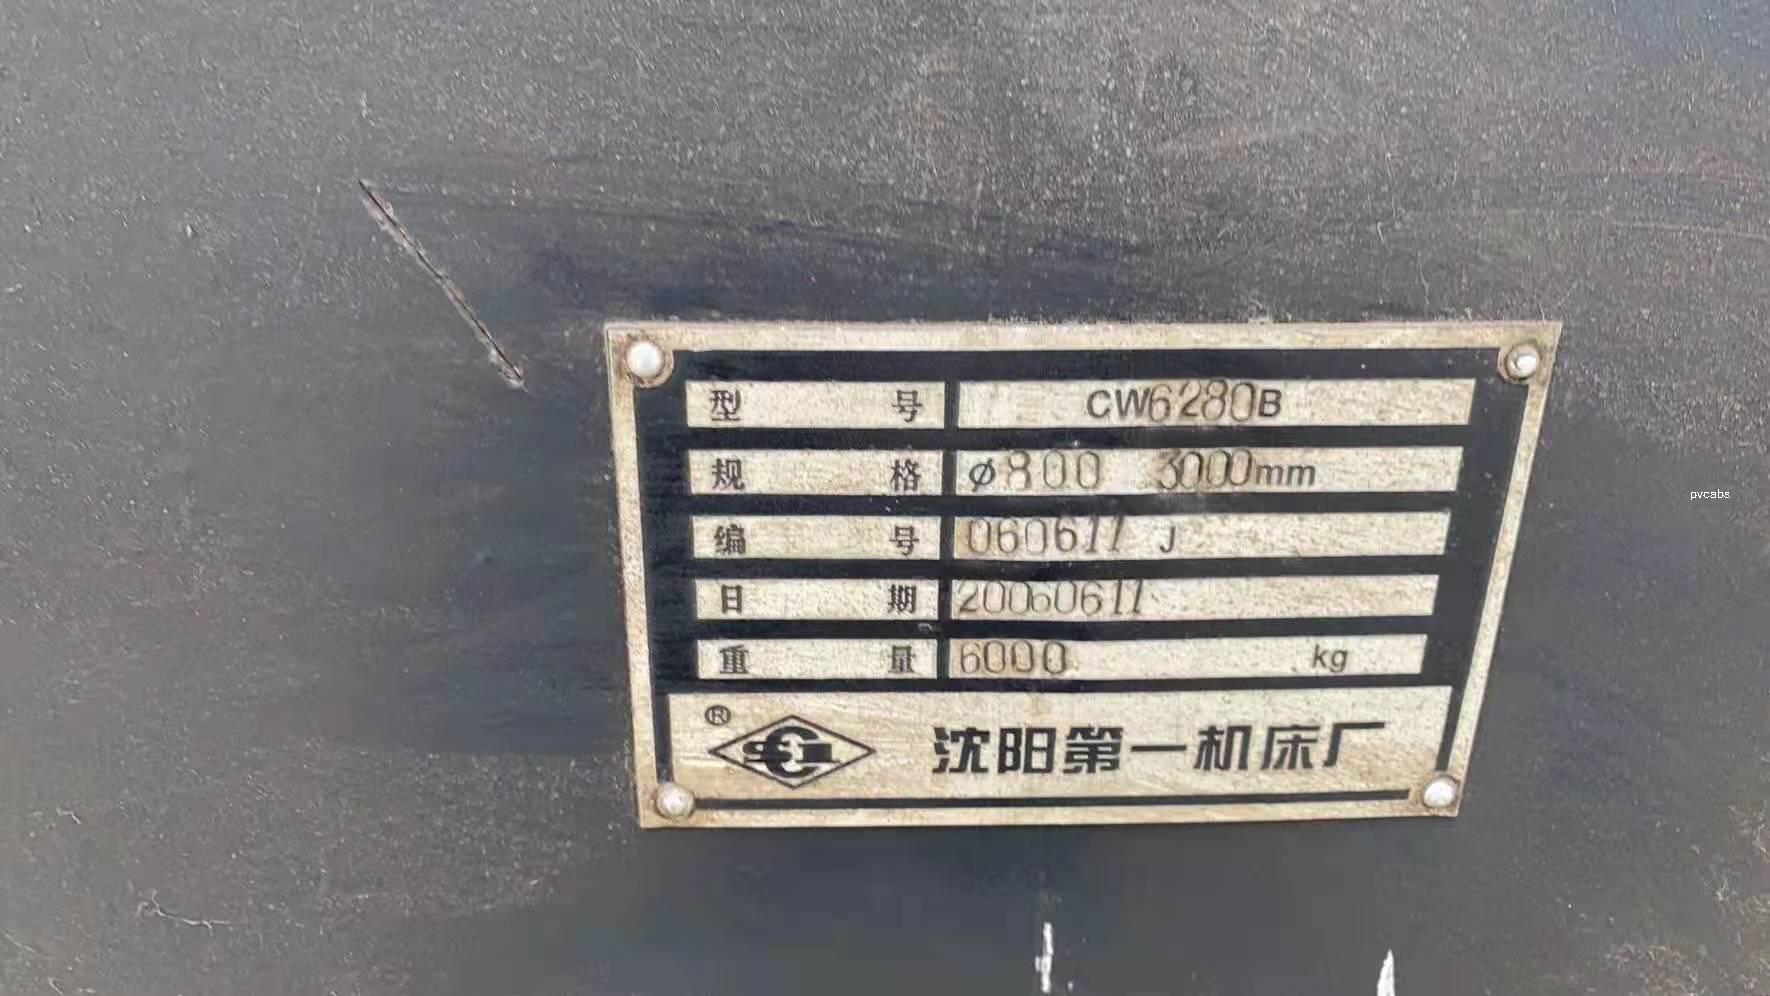 型号 CW6280B
规格 φ800 3000mm
编号 060611 J
日期 20060611
重量 6000 kg
® 沈阳第一机床厂
pvcabs